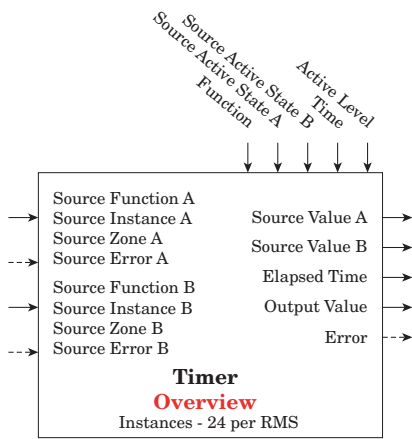 Function
Source Active State A
Source Active State B
Time
Active Level
Source Function A
Source Instance A
Source Zone A
Source Error A
Source Function B
Source Instance B
Source Zone B
Source Error B
Source Value A
Source Value B
Elapsed Time
Output Value
Error
Timer
Overview
Instances - 24 per RMS